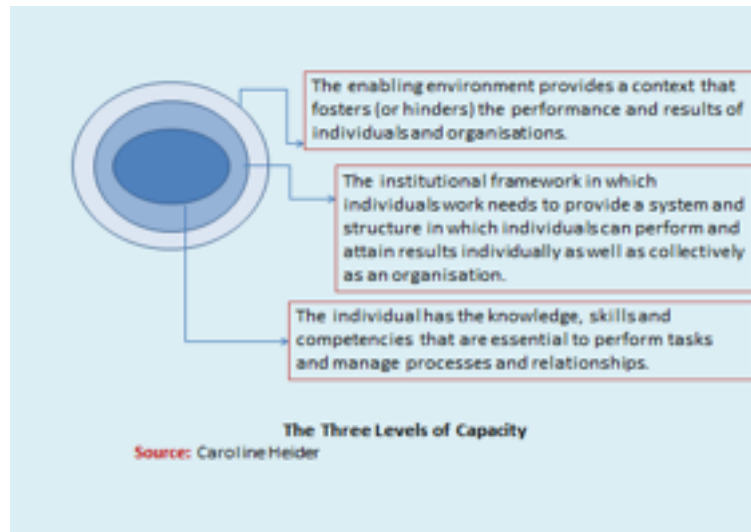 The enabling environment provides a context that
fosters (or hinders) the performance and results of
individuals and organisations.
The institutional framework in which
individuals work needs to provide a system and
structure in which individuals can perform and
attain results individually as well as collectively
as an organisation.
The individual has the knowledge, skills and
competencies that are essential to perform tasks
and manage processes and relationships.
The Three Levels of Capacity
Source: Caroline Heider